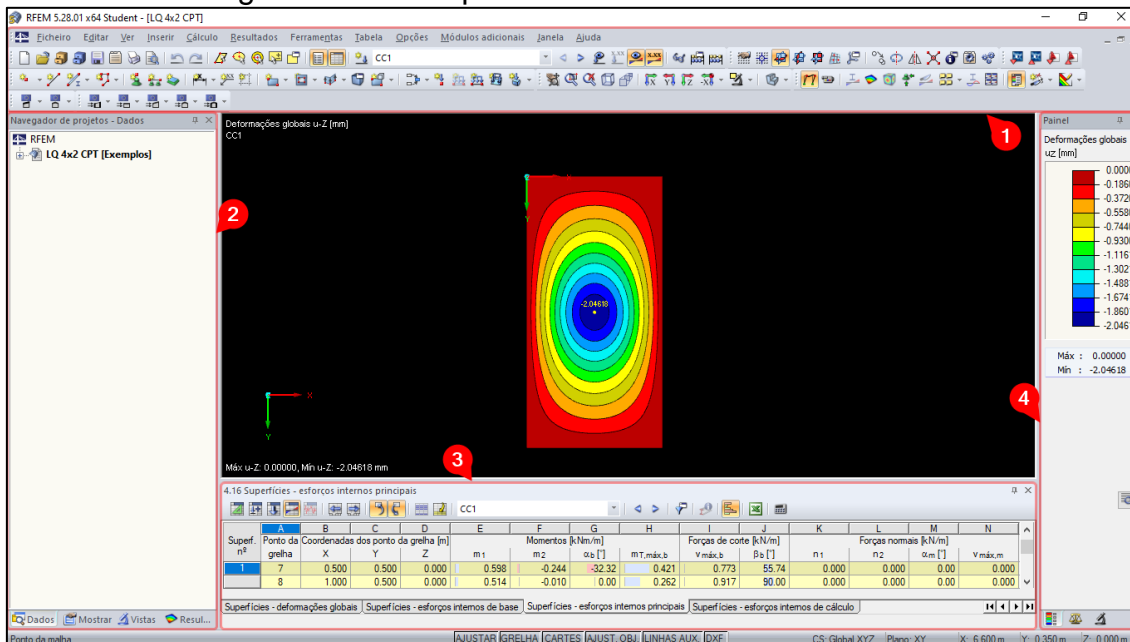 RFEM 5.28.01 x64 Student - [LQ 4x2 CPT]
Ficheiro Egitar Ver Inserir Cálculo Resultados Ferramentas Tabela Opções Módulos adicionais Janela Ajuda
CC1
Navegador de projetos - Dados
RFEM
LQ 4x2 CPT [Exemplos]
Deformações globais u-Z [mm]
CC1
X
Y
-2.04618
X
Y
Máx u-Z: 0.00000, Mín u-Z: -2.04618 mm
1
2
3
4
Painel
Deformações globais
uz [mm]
0.0000
-0.186
-0.372
-0.558
-0.744
-0.930
-1.116
-1.302
-1.488
-1.674
-1.860
-2.046
Máx : 0.00000
Mín : -2.04618
4.16 Superfícies - esforços internos principais
CC1
A B C D E F G H I J K L M N
Superf. Ponto da Coordenadas dos ponto da grelha [m] Momentos [kNm/m] Forças de corte [kN/m] Forças normais [kN/m]
nº grelha X Y Z m1 m2 αb [°] mT,máx,b vmáx,b βb [°] n1 n2 αm [°] vmáx,m
1 7 0.500 0.500 0.000 0.598 -0.244 -32.32 0.421 0.773 55.74 0.000 0.000 0.00 0.000
8 1.000 0.500 0.000 0.514 -0.010 0.00 0.262 0.917 90.00 0.000 0.000 0.00 0.000
Superfícies - deformações globais Superfícies - esforços internos de base Superfícies - esforços internos principais Superfícies - esforços internos de cálculo
Dados Mostrar Vistas Resul...
Ponto da malha AJUSTAR GRELHA CARTES AJUST. OBJ. LINHAS AUX. DXF CS: Global XYZ Plano: XY X: 6.600 m Y: 0.350 m Z: 0.000 m